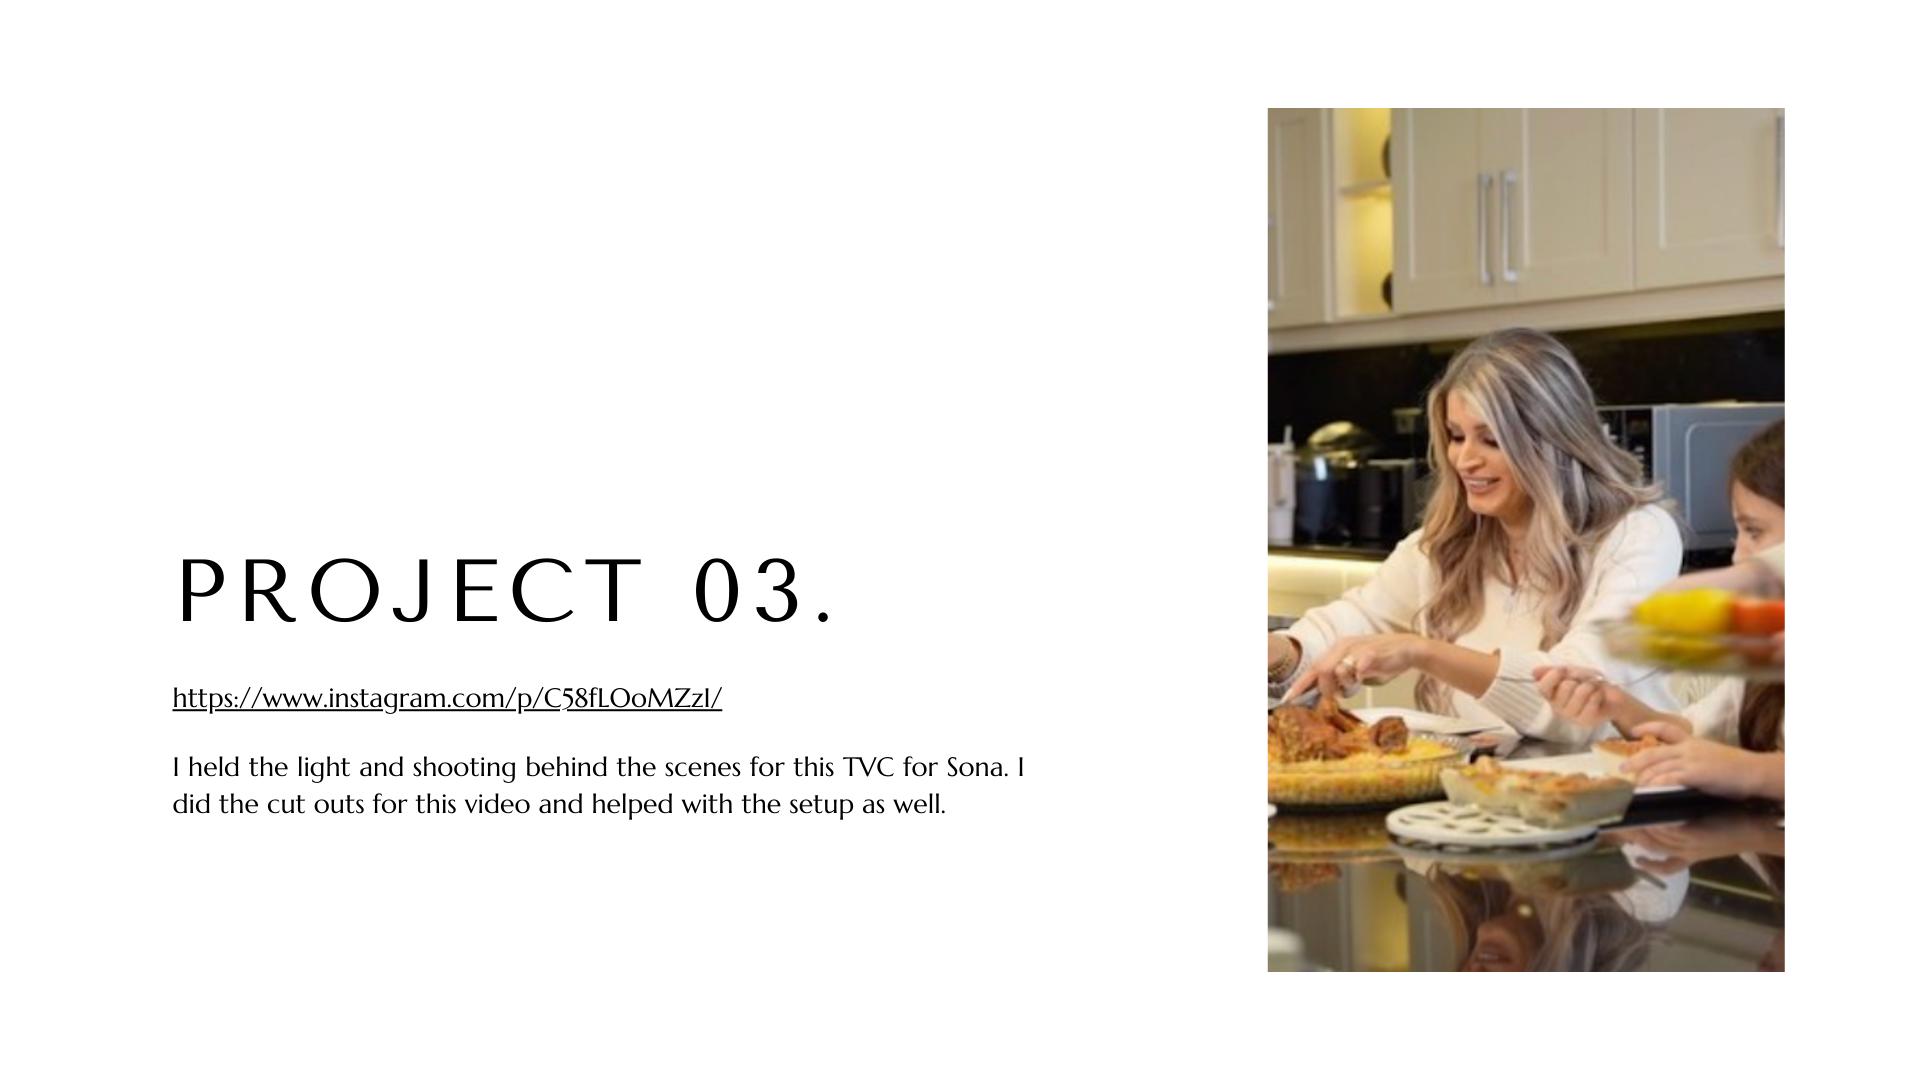 PROJECT 03.
https://www.instagram.com/p/C58fLOoMZzI/
I held the light and shooting behind the scenes for this TVC for Sona. I
did the cut outs for this video and helped with the setup as well.